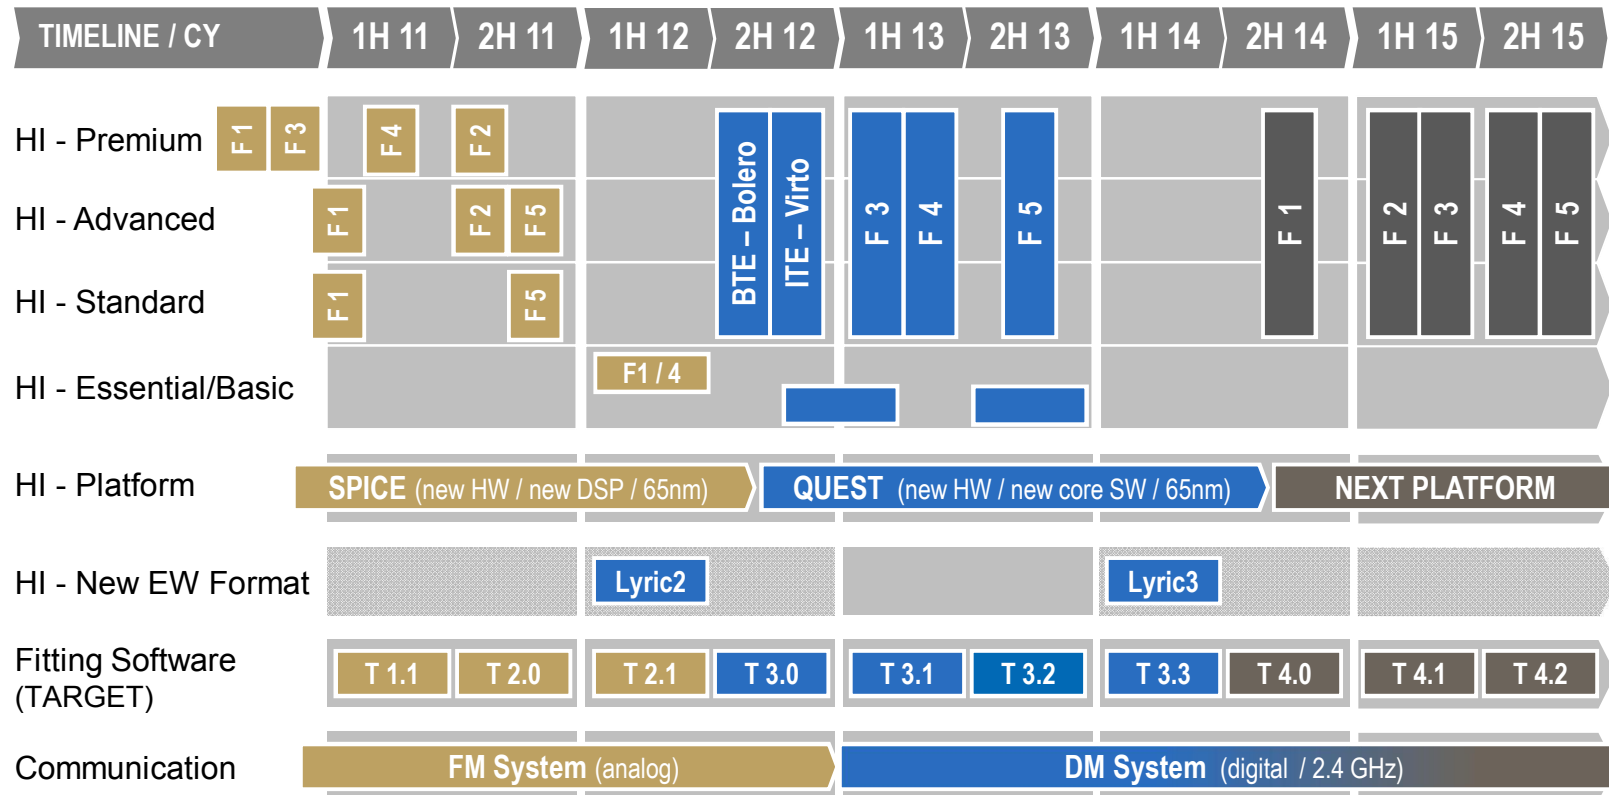 TIMELINE / CY 1H 11 2H 11 1H 12 2H 12 1H 13 2H 13 1H 14 2H 14 1H 15 2H 15
HI - Premium F 1 F 3 F 4 F 2
HI - Advanced F 1 F 2 F 5
HI - Standard F 1 F 5
BTE – Bolero
ITE – Virto
F 3
F 4
F 5
F 1
F 2
F 3
F 4
F 5
HI - Essential/Basic F1 / 4
HI - Platform SPICE (new HW / new DSP / 65nm) QUEST (new HW / new core SW / 65nm) NEXT PLATFORM
HI - New EW Format Lyric2 Lyric3
Fitting Software
(TARGET)
T 1.1 T 2.0 T 2.1 T 3.0 T 3.1 T 3.2 T 3.3 T 4.0 T 4.1 T 4.2
Communication FM System (analog) DM System (digital / 2.4 GHz)